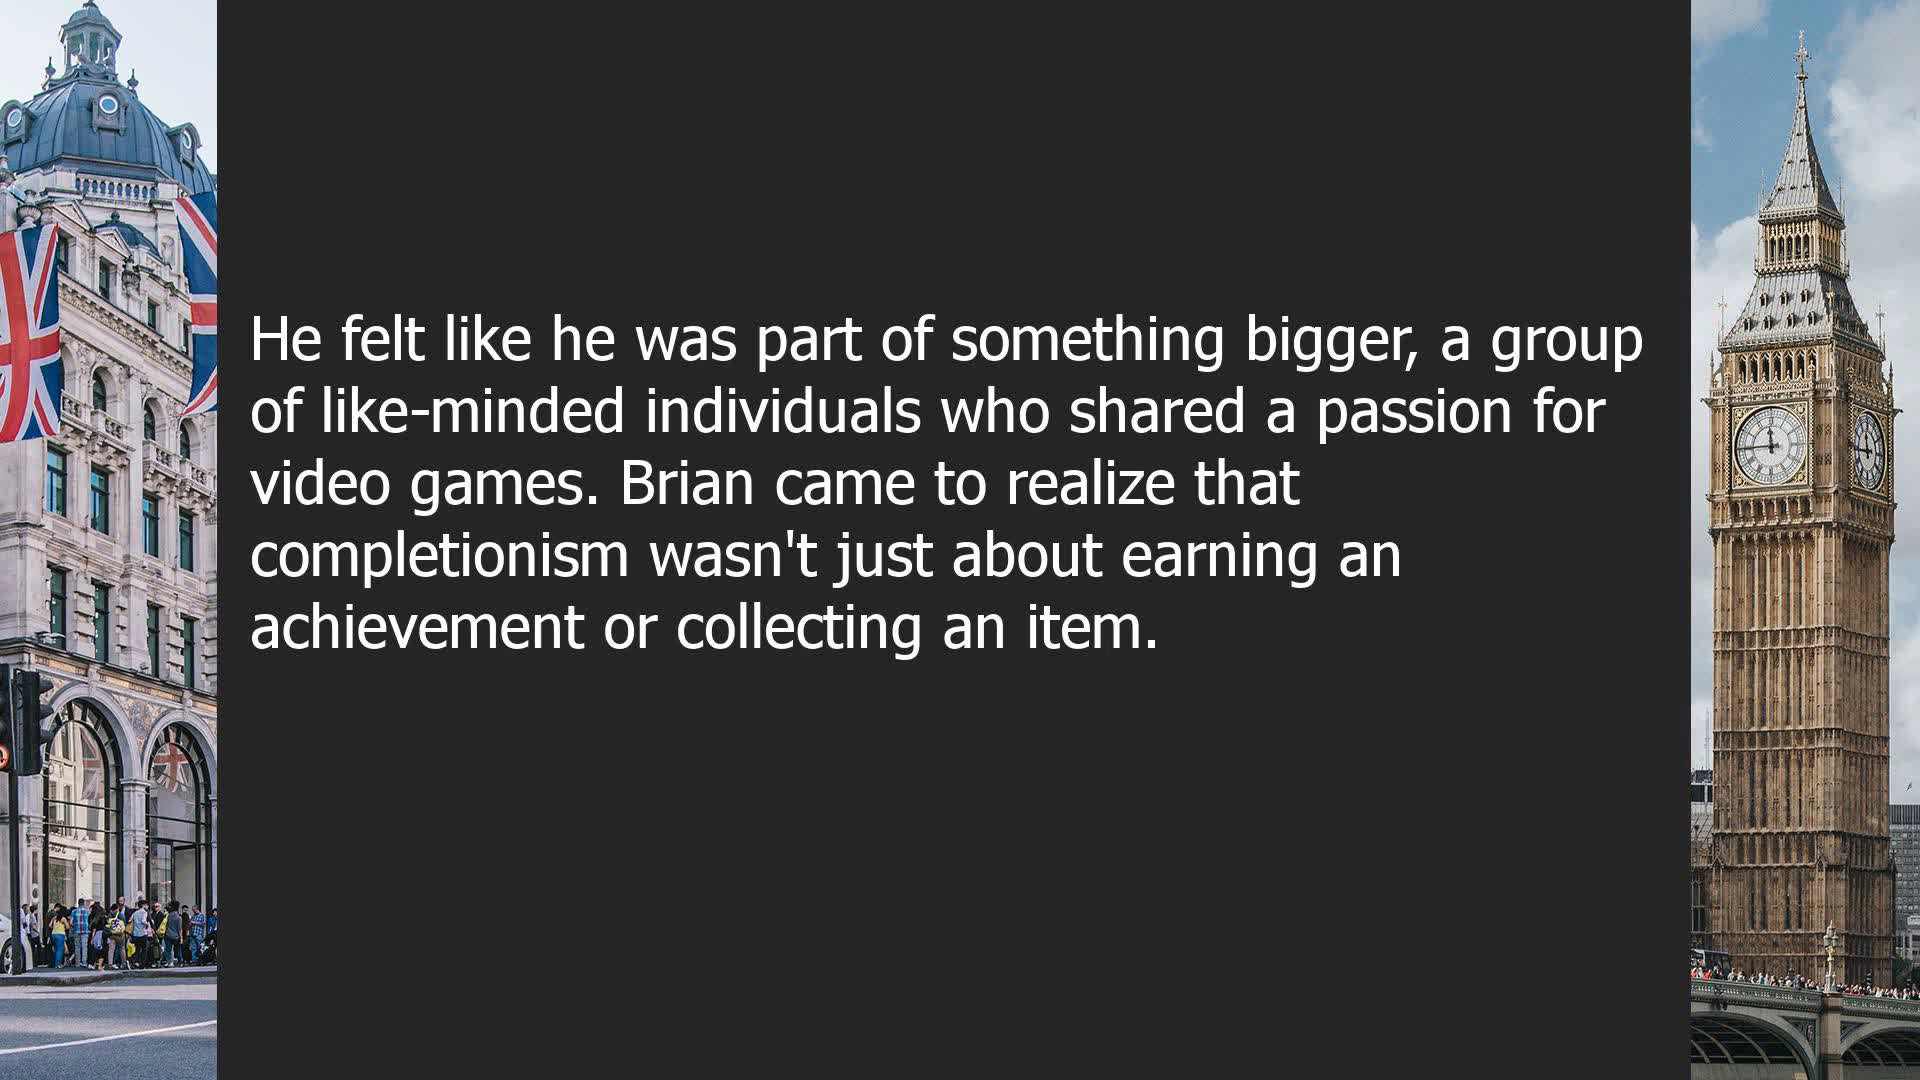 He felt like he was part of something bigger, a group
of like-minded individuals who shared a passion for
video games. Brian came to realize that
completionism wasn't just about earning an
achievement or collecting an item.